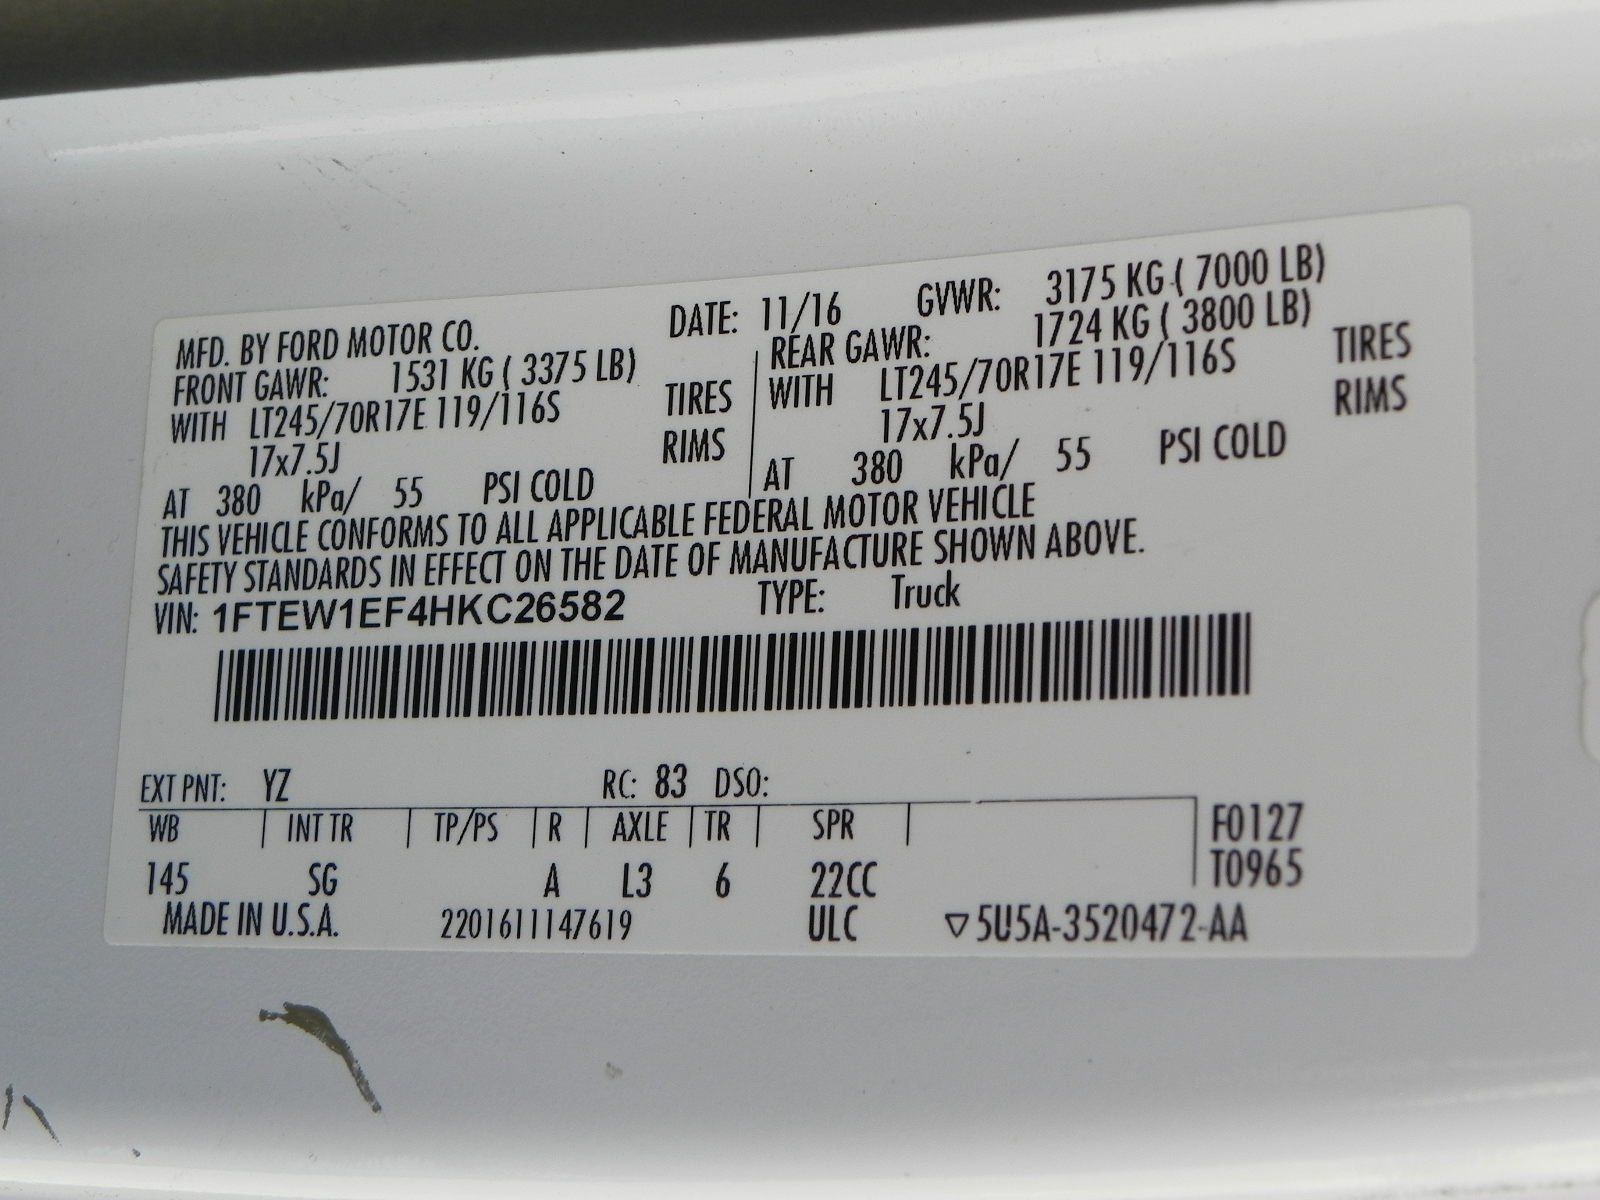 MFD. BY FORD MOTOR CO. DATE: 11/16 GVWR: 3175 KG ( 7000 LB)
FRONT GAWR: 1531 KG ( 3375 LB) REAR GAWR: 1724 KG ( 3800 LB)
WITH LT245/70R17E 119/116S TIRES WITH LT245/70R17E 119/116S TIRES
17x7.5J RIMS 17x7.5J RIMS
AT 380 kPa/ 55 PSI COLD AT 380 kPa/ 55 PSI COLD
THIS VEHICLE CONFORMS TO ALL APPLICABLE FEDERAL MOTOR VEHICLE
SAFETY STANDARDS IN EFFECT ON THE DATE OF MANUFACTURE SHOWN ABOVE.
VIN: 1FTEW1EF4HKC26582 TYPE: Truck
EXT PNT: YZ RC: 83 DSO:
WB INT TR TP/PS R AXLE TR SPR F0127
145 SG A L3 6 22CC T0965
MADE IN U.S.A. 2201611147619 ULC ▽5U5A-3520472-AA